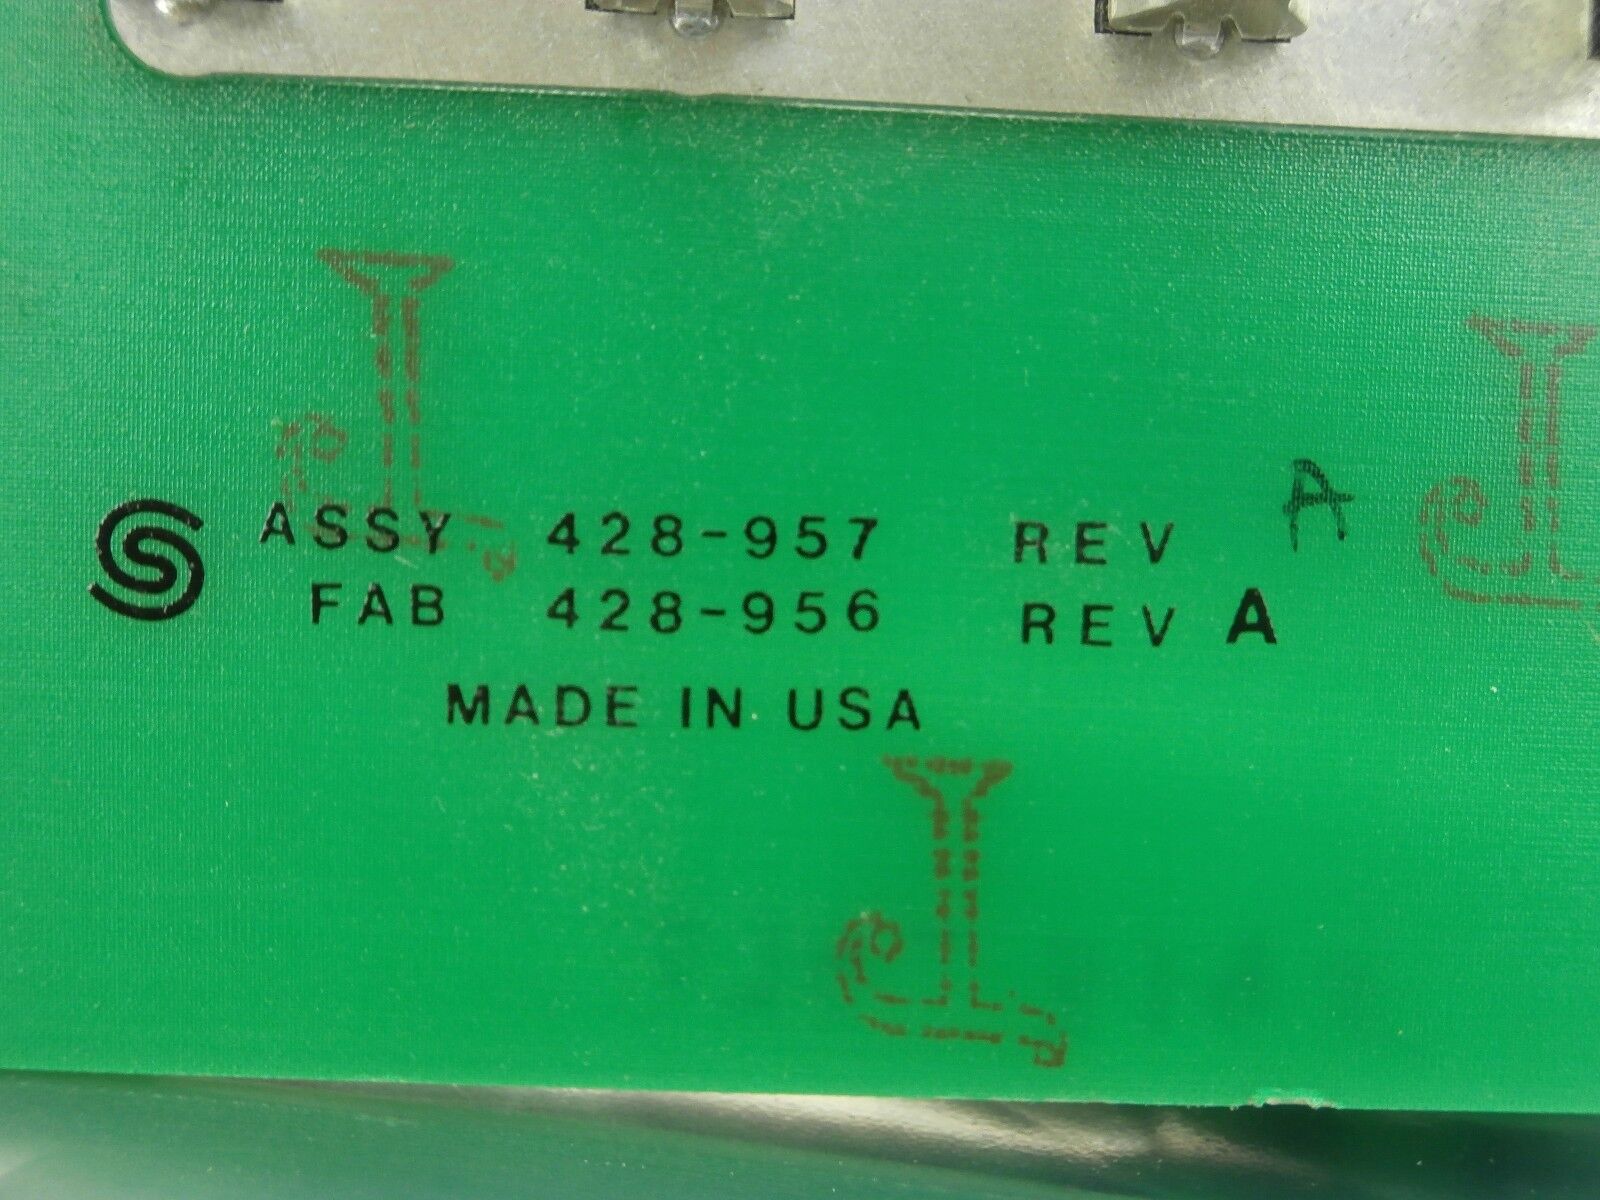 ASSY 428-957 REV A
FAB 428-956 REV A
MADE IN USA